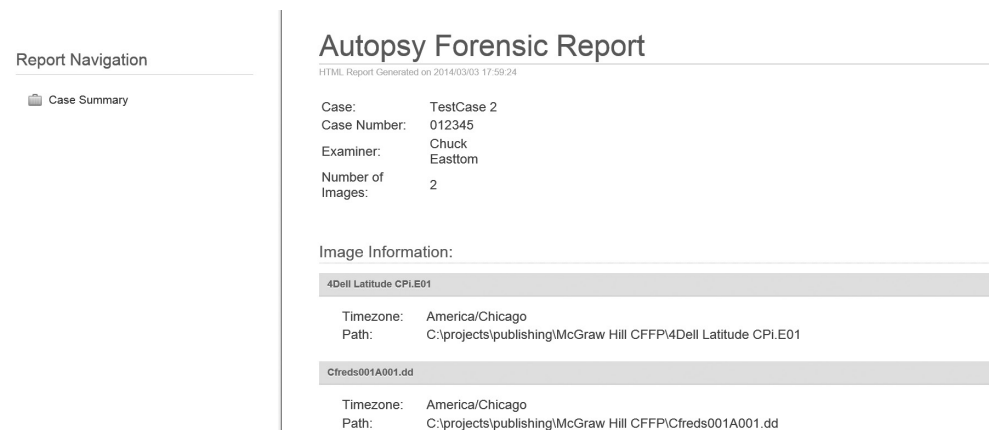 Report Navigation
Case Summary
Autopsy Forensic Report
HTML Report Generated on 2014/03/03 17:59:24
Case: TestCase 2
Case Number: 012345
Examiner: Chuck
Easttom
Number of
Images: 2
Image Information:
4Dell Latitude CPi.E01
Timezone: America/Chicago
Path: C:\projects\publishing\McGraw Hill CFFP\4Dell Latitude CPi.E01
Cfreds001A001.dd
Timezone: America/Chicago
Path: C:\projects\publishing\McGraw Hill CFFP\Cfreds001A001.dd